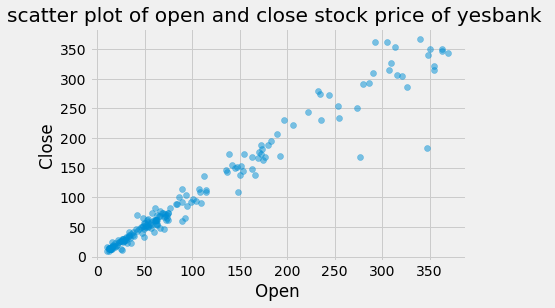 scatter plot of open and close stock price of yesbank
350
300
250
200
150
100
50
0
Close
0 50 100 150 200 250 300 350
Open